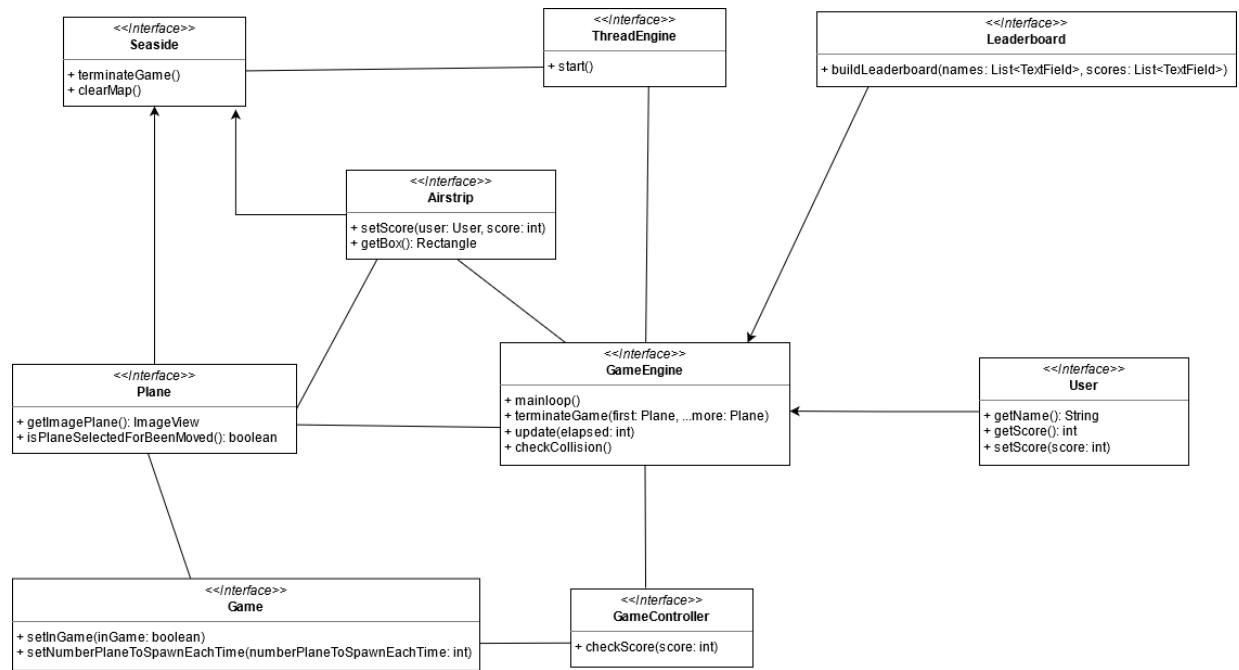 <<Interface>>
Seaside
+ terminateGame()
+ clearMap()
<<Interface>>
ThreadEngine
+ start()
<<Interface>>
Leaderboard
+ buildLeaderboard(names: List<TextField>, scores: List<TextField>)
<<Interface>>
Airstrip
+ setScore(user: User, score: int)
+ getBox(): Rectangle
<<Interface>>
Plane
+ getImagePlane(): ImageView
+ isPlaneSelectedForBeenMoved(): boolean
<<Interface>>
GameEngine
+ mainloop()
+ terminateGame(first: Plane, ...more: Plane)
+ update(elapsed: int)
+ checkCollision()
<<Interface>>
User
+ getName(): String
+ getScore(): int
+ setScore(score: int)
<<Interface>>
Game
+ setInGame(inGame: boolean)
+ setNumberPlaneToSpawnEachTime(numberPlaneToSpawnEachTime: int)
<<Interface>>
GameController
+ checkScore(score: int)